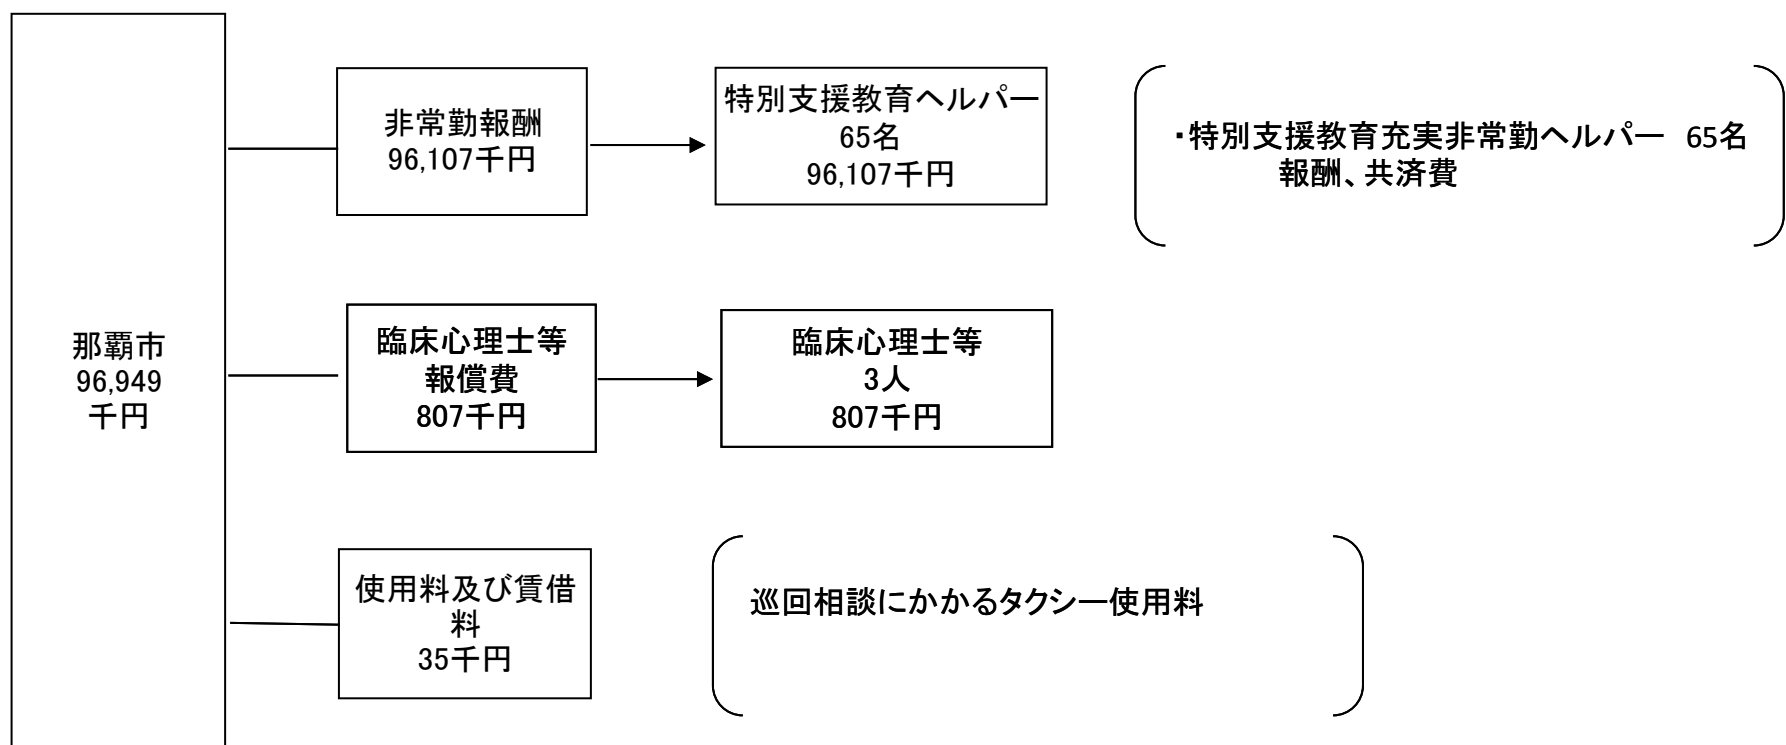 那覇市
96,949
千円
非常勤報酬
96,107千円
特別支援教育ヘルパー
65名
96,107千円
・特別支援教育充実非常勤ヘルパー 65名
報酬、共済費
臨床心理士等
報償費
807千円
臨床心理士等
3人
807千円
使用料及び賃借
料
35千円
巡回相談にかかるタクシー使用料